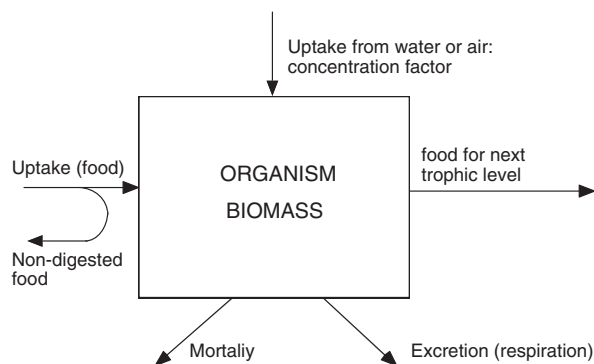 Uptake from water or air:
concentration factor
Uptake (food)
ORGANISM
BIOMASS
food for next
trophic level
Non-digested
food
Mortaliy
Excretion (respiration)